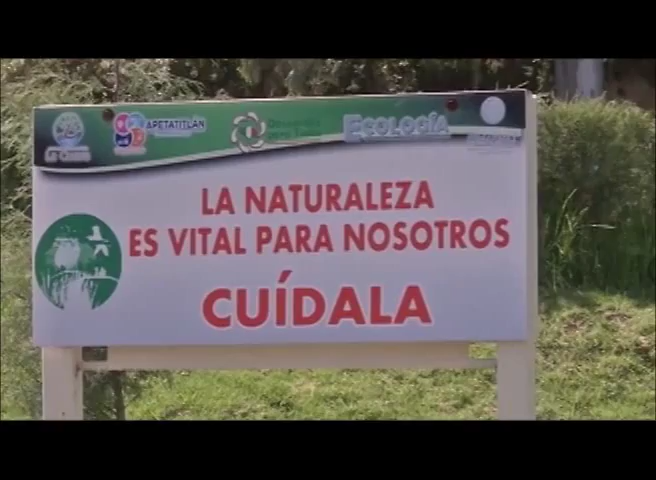 APETATITLÁN
ECOLOGÍA
LA NATURALEZA
ES VITAL PARA NOSOTROS
CUÍDALA